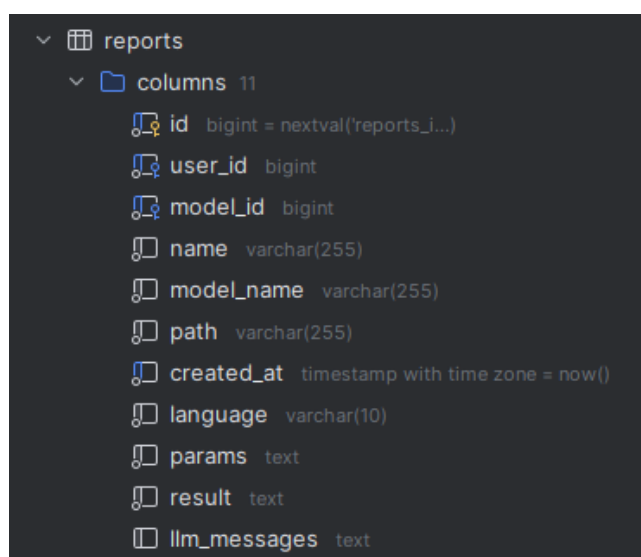 reports
columns 11
id bigint = nextval('reports_i...)
user_id bigint
model_id bigint
name varchar(255)
model_name varchar(255)
path varchar(255)
created_at timestamp with time zone = now()
language varchar(10)
params text
result text
llm_messages text